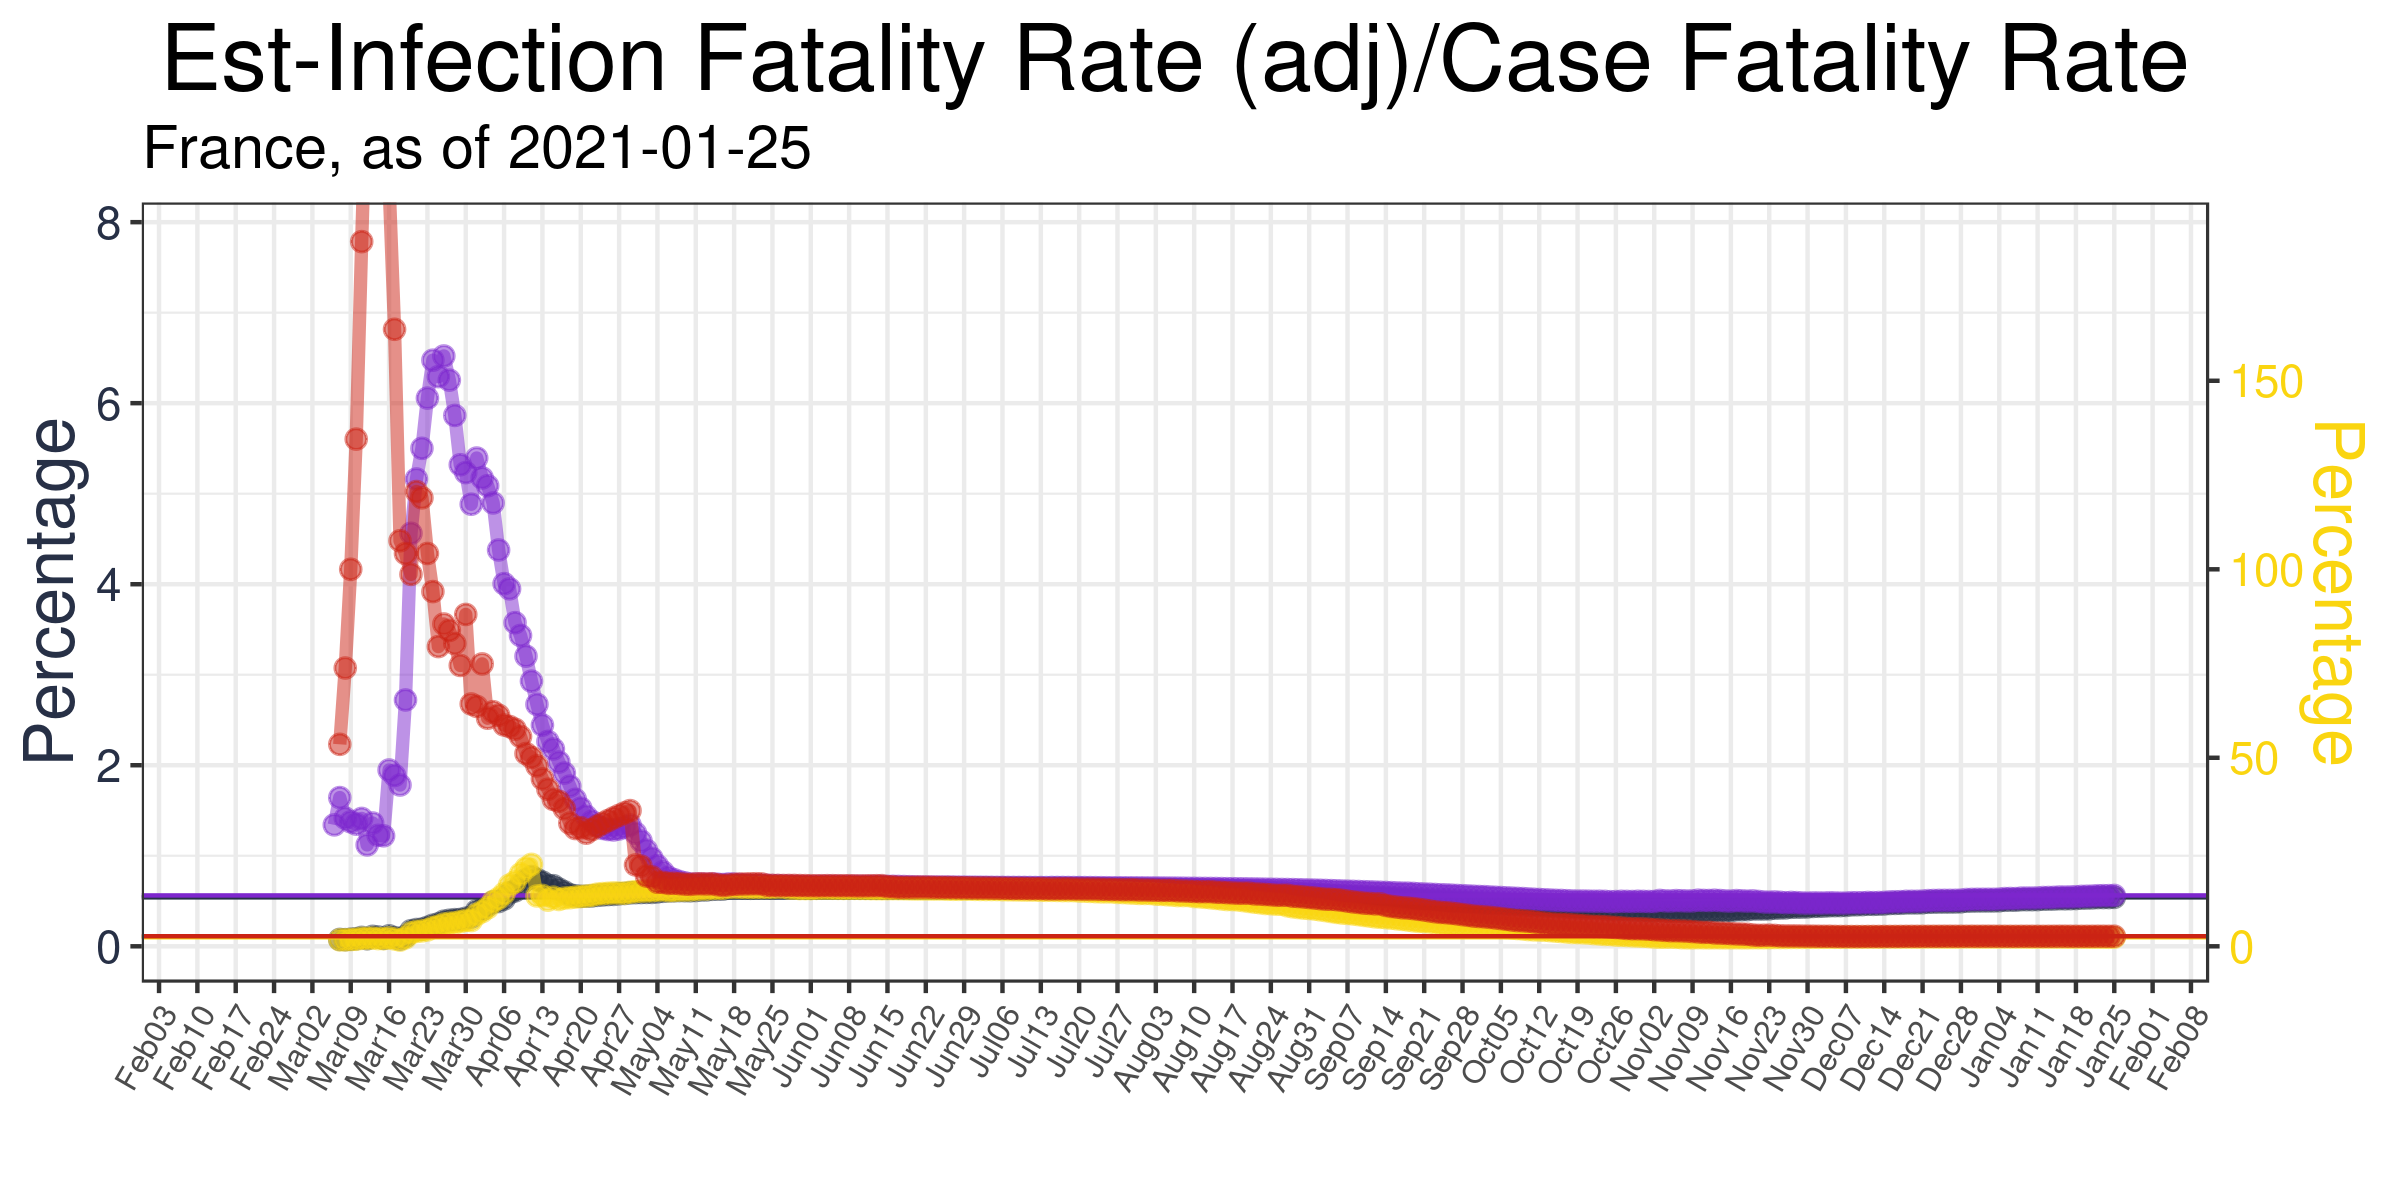 Est-Infection Fatality Rate (adj)/Case Fatality Rate
France, as of 2021-01-25
Percentage
8
6
4
2
0
150
100
50
0
Percentage
Feb03
Feb10
Feb17
Feb24
Mar02
Mar09
Mar16
Mar23
Mar30
Apr06
Apr13
Apr20
Apr27
May04
May11
May18
May25
Jun01
Jun08
Jun15
Jun22
Jun29
Jul06
Jul13
Jul20
Jul27
Aug03
Aug10
Aug17
Aug24
Aug31
Sep07
Sep14
Sep21
Sep28
Oct05
Oct12
Oct19
Oct26
Nov02
Nov09
Nov16
Nov23
Nov30
Dec07
Dec14
Dec21
Dec28
Jan04
Jan11
Jan18
Jan25
Feb01
Feb08